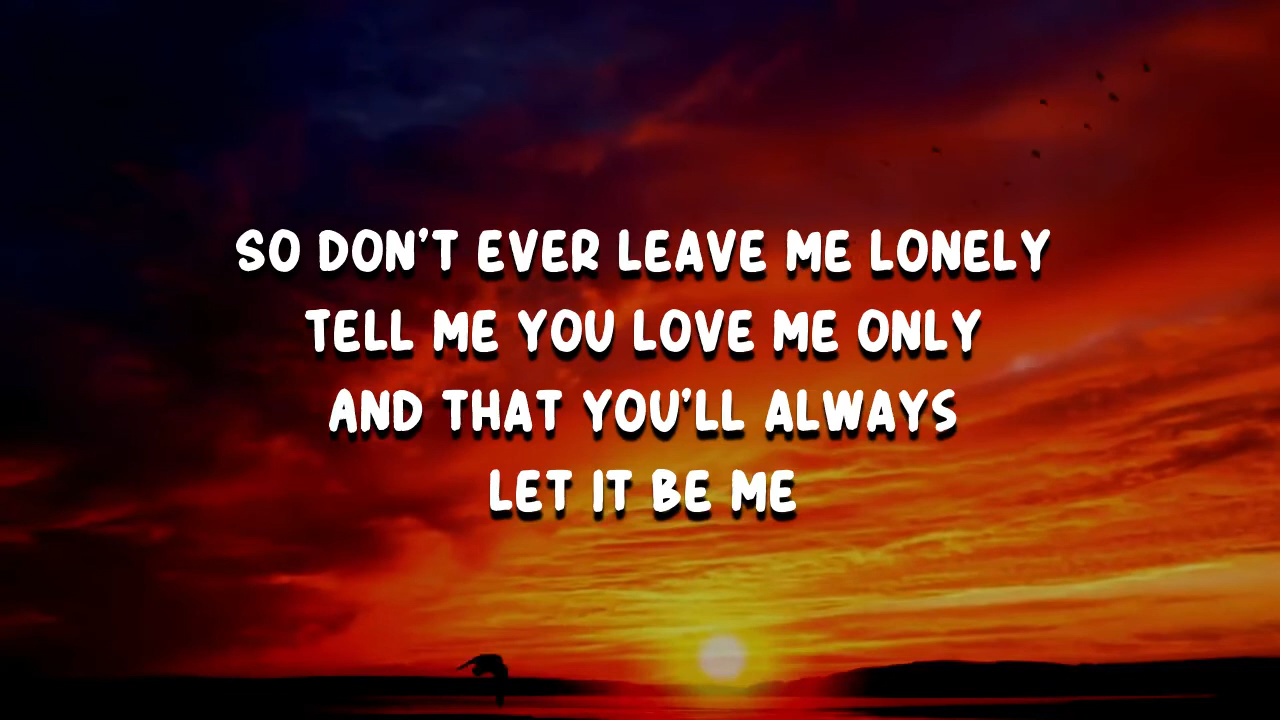 SO DON'T EVER LEAVE ME LONELY
TELL ME YOU LOVE ME ONLY
AND THAT YOU'LL ALWAYS
LET IT BE ME